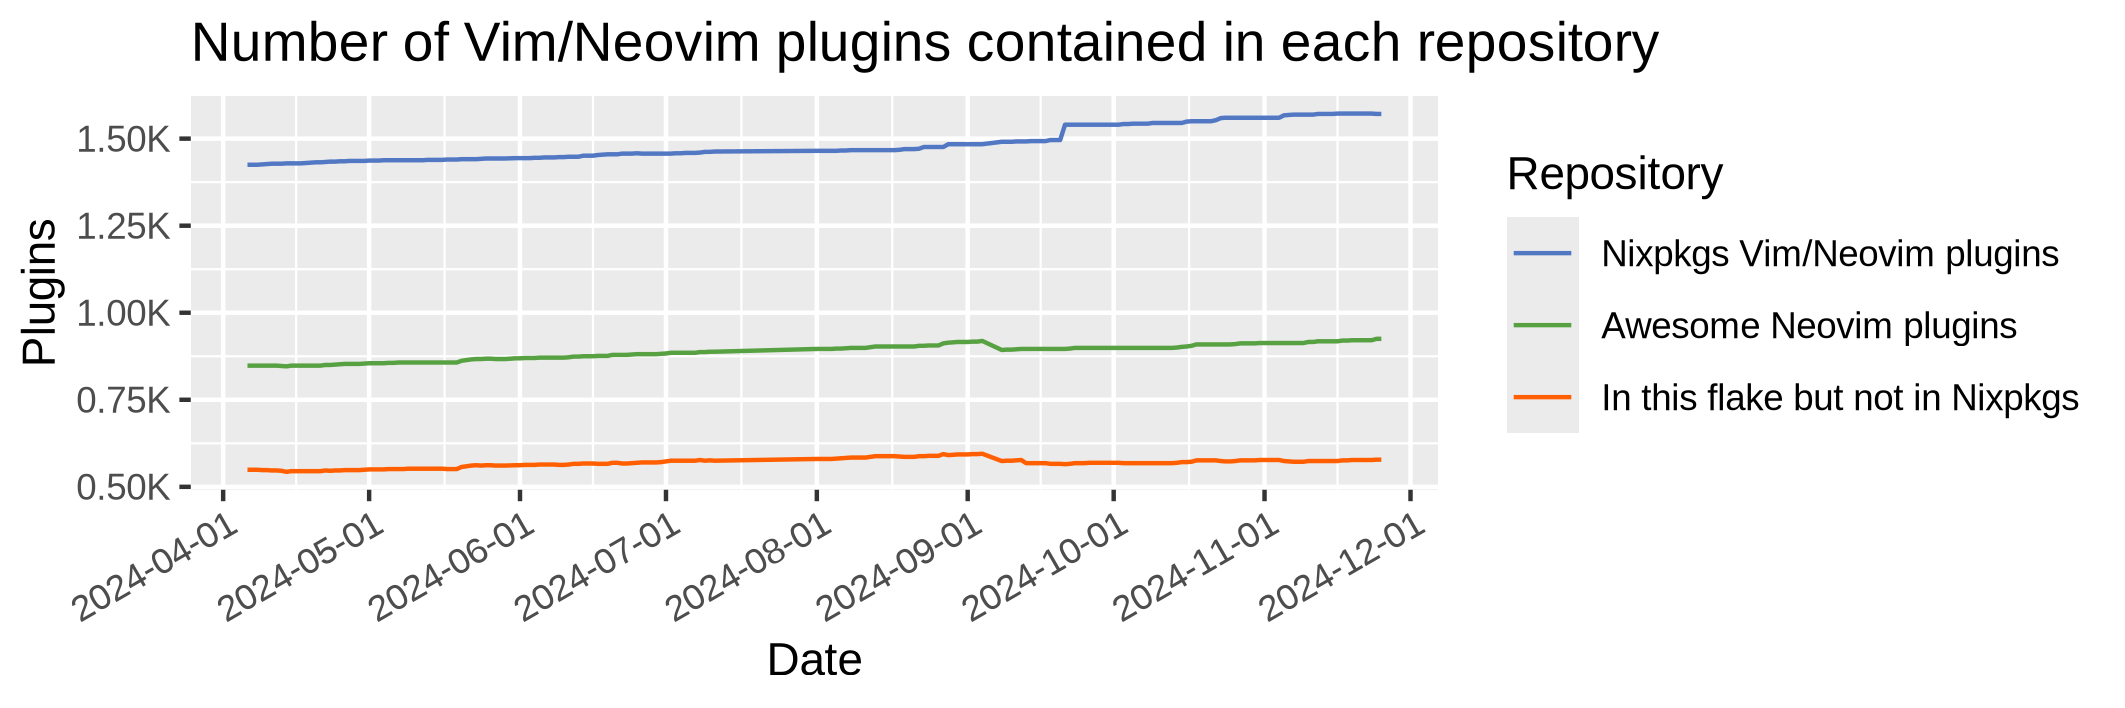 Number of Vim/Neovim plugins contained in each repository
Plugins
1.50K
1.25K
1.00K
0.75K
0.50K
2024-04-01
2024-05-01
2024-06-01
2024-07-01
2024-08-01
2024-09-01
2024-10-01
2024-11-01
2024-12-01
Date
Repository
Nixpkgs Vim/Neovim plugins
Awesome Neovim plugins
In this flake but not in Nixpkgs